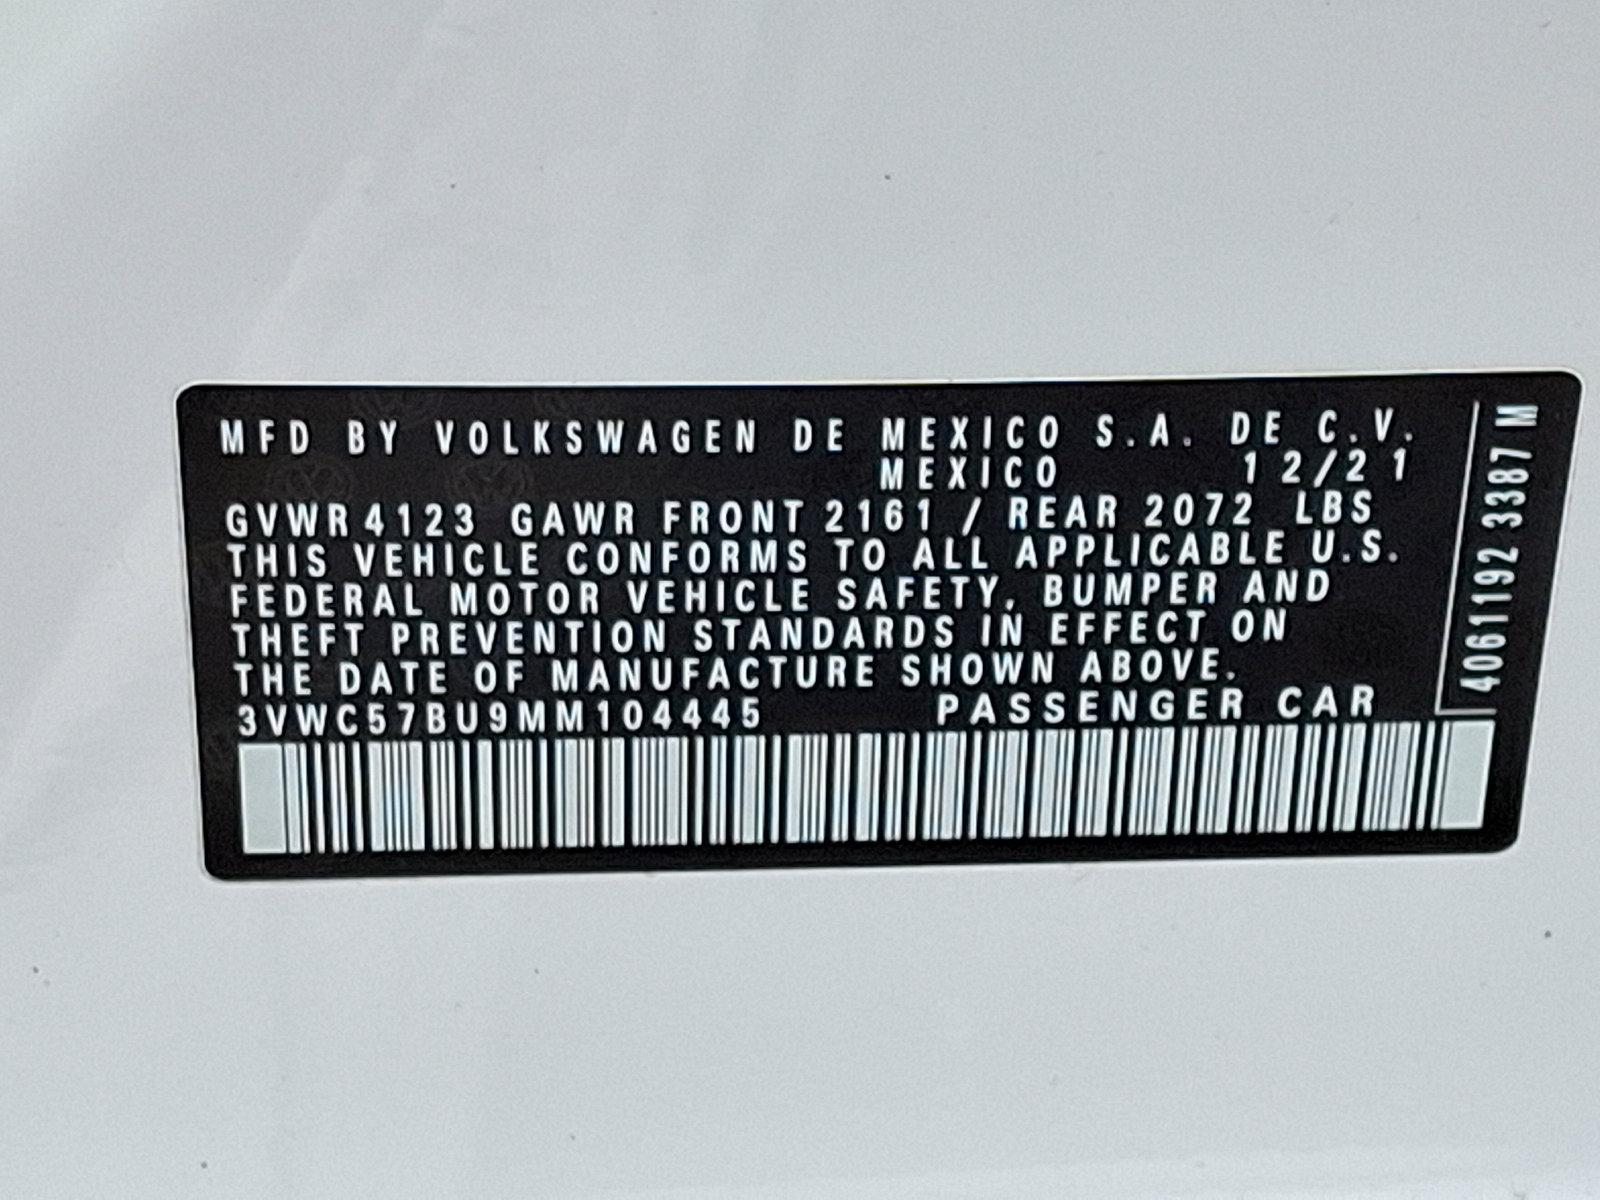 MFD BY VOLKSWAGEN DE MEXICO S.A. DE C.V.
MEXICO 12/21
GVWR 4123 GAWR FRONT 2161 / REAR 2072 LBS
THIS VEHICLE CONFORMS TO ALL APPLICABLE U.S.
FEDERAL MOTOR VEHICLE SAFETY, BUMPER AND
THEFT PREVENTION STANDARDS IN EFFECT ON
THE DATE OF MANUFACTURE SHOWN ABOVE.
3VWC57BU9MM104445 PASSENGER CAR
4061192 3387 M